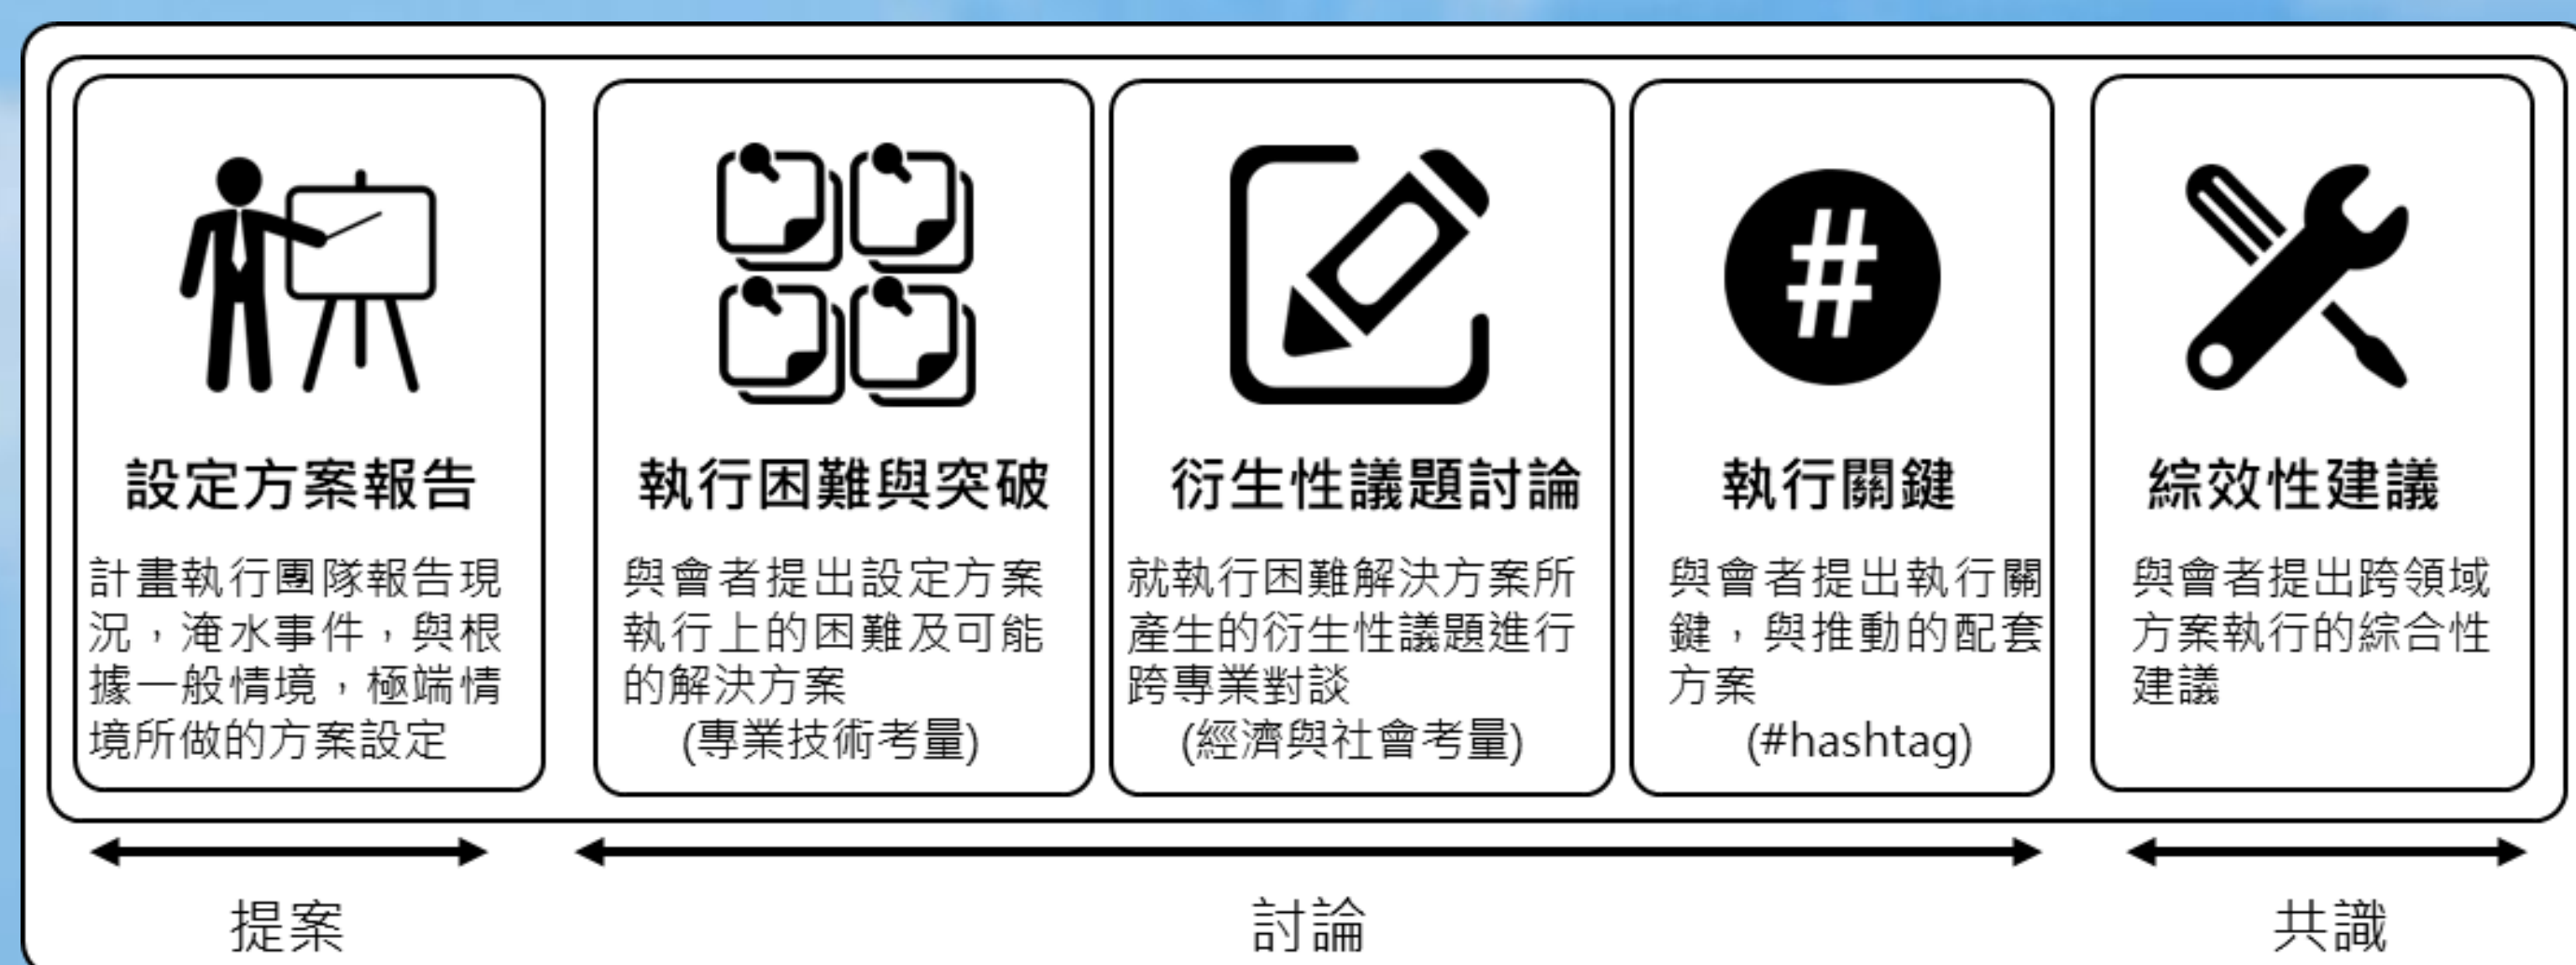 #
設定方案報告
計畫執行團隊報告現
況，淹水事件，與根
據一般情境，極端情
境所做的方案設定
執行困難與突破
與會者提出設定方案
執行上的困難及可能
的解決方案
(專業技術考量)
衍生性議題討論
就執行困難解決方案所
產生的衍生性議題進行
跨專業對談
(經濟與社會考量)
執行關鍵
與會者提出執行關
鍵，與推動的配套
方案
(#hashtag)
綜效性建議
與會者提出跨領域
方案執行的綜合性
建議
提案
討論
共識